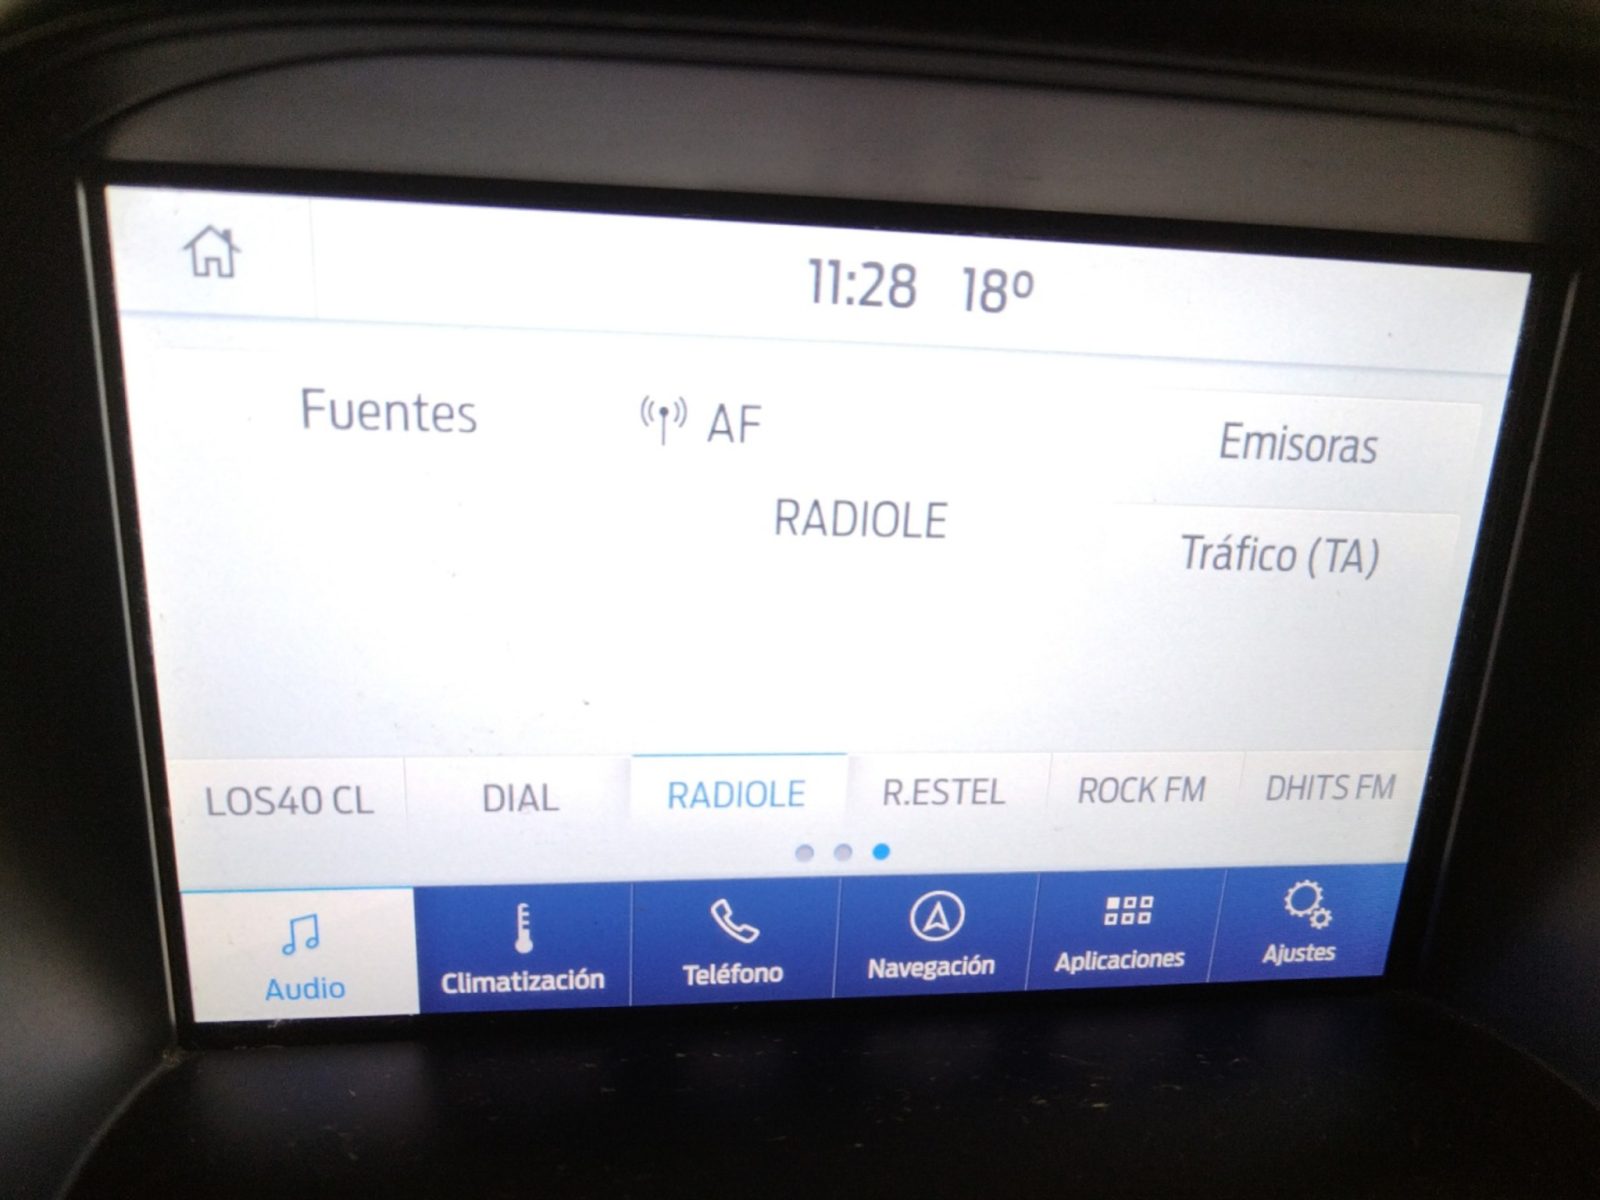 11:28 18º
Fuentes
AF
Emisoras
RADIOLE
Tráfico (TA)
LOS40 CL
DIAL
RADIOLE
R.ESTEL
ROCK FM
DHITS FM
Audio
Climatización
Teléfono
Navegación
Aplicaciones
Ajustes